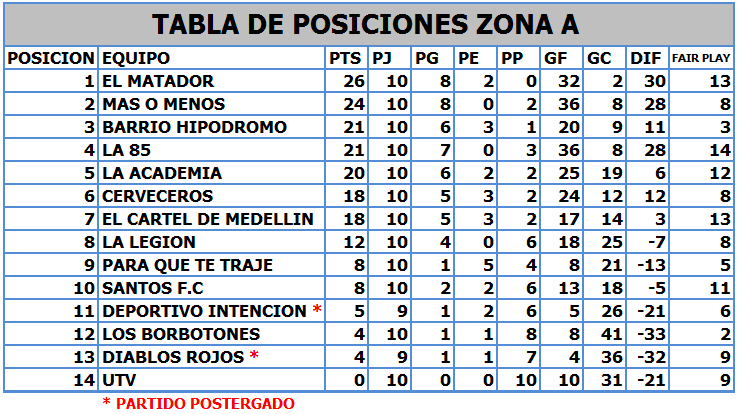 TABLA DE POSICIONES ZONA A
POSICION EQUIPO PTS PJ PG PE PP GF GC DIF FAIR PLAY
1 EL MATADOR 26 10 8 2 0 32 2 30 13
2 MAS O MENOS 24 10 8 0 2 36 8 28 8
3 BARRIO HIPODROMO 21 10 6 3 1 20 9 11 3
4 LA 85 21 10 7 0 3 36 8 28 14
5 LA ACADEMIA 20 10 6 2 2 25 19 6 12
6 CERVECEROS 18 10 5 3 2 24 12 12 8
7 EL CARTEL DE MEDELLIN 18 10 5 3 2 17 14 3 13
8 LA LEGION 12 10 4 0 6 18 25 -7 8
9 PARA QUE TE TRAJE 8 10 1 5 4 8 21 -13 5
10 SANTOS F.C 8 10 2 2 6 13 18 -5 11
11 DEPORTIVO INTENCION * 5 9 1 2 6 5 26 -21 6
12 LOS BORBOTONES 4 10 1 1 8 8 41 -33 2
13 DIABLOS ROJOS * 4 9 1 1 7 4 36 -32 9
14 UTV 0 10 0 0 10 10 31 -21 9
* PARTIDO POSTERGADO